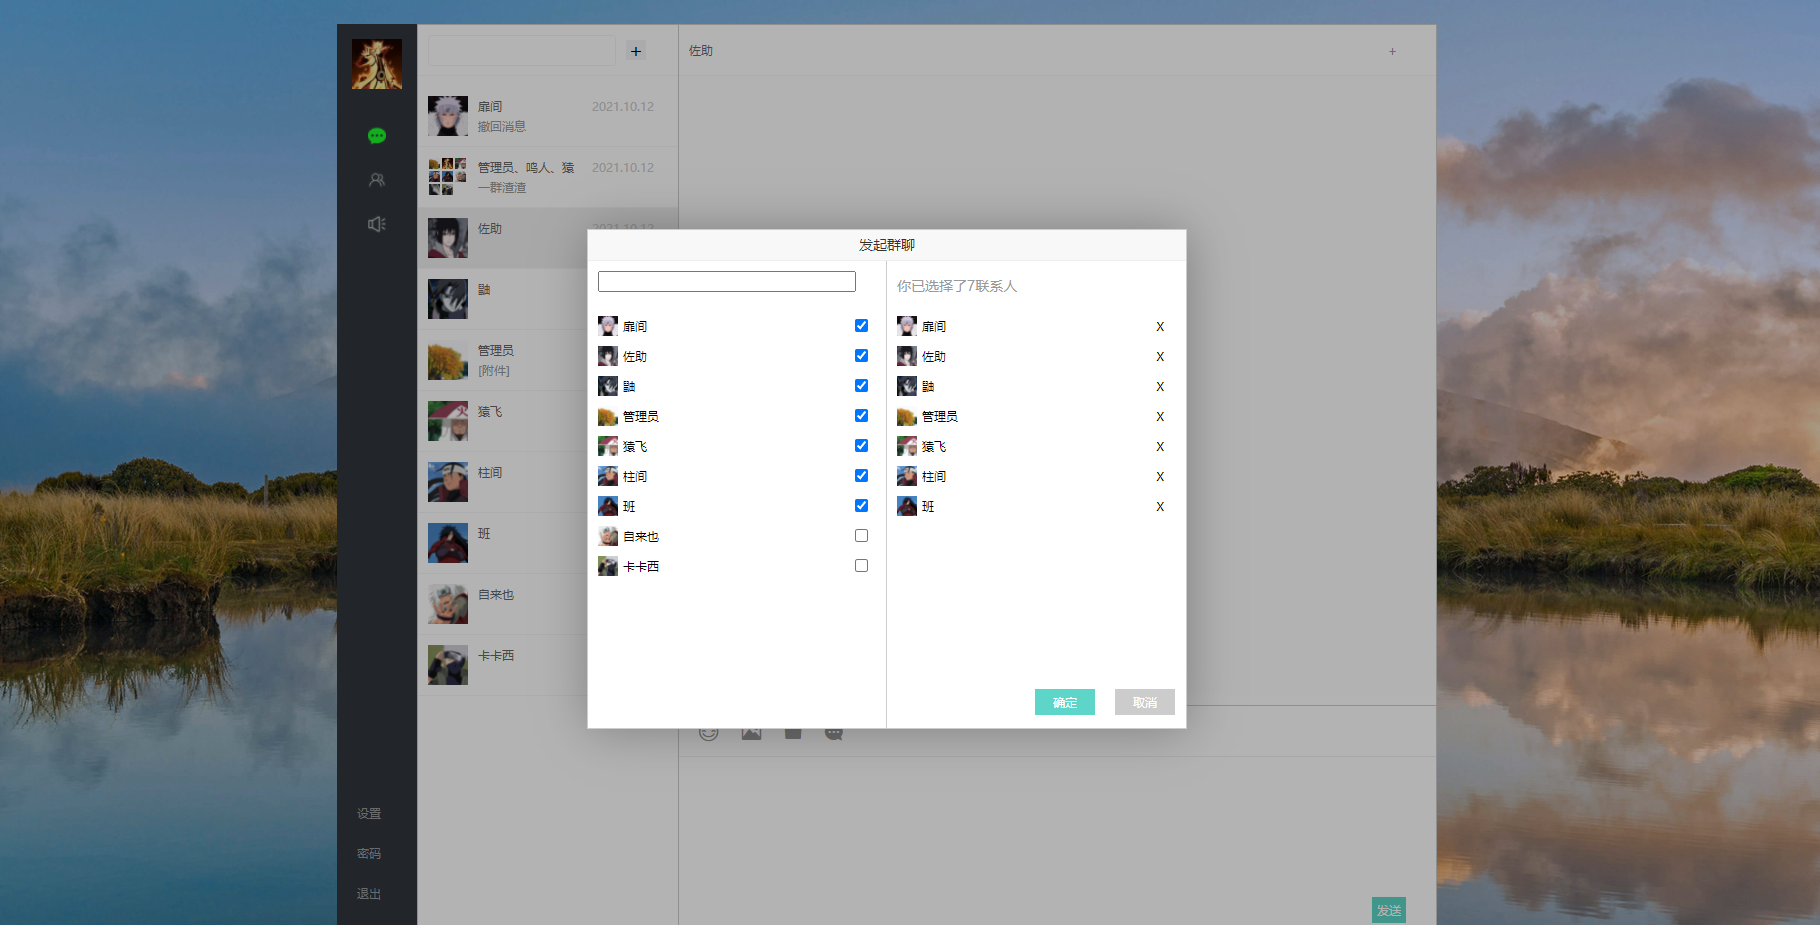 +
佐助
+
扉间
2021.10.12
撤回消息
管理员、鸣人、猿
2021.10.12
一群渣渣
佐助
2021.10.12
鼬
管理员
[附件]
猿飞
柱间
班
自来也
卡卡西
设置
密码
退出
发起群聊
扉间
佐助
鼬
管理员
猿飞
柱间
班
自来也
卡卡西
你已选择了7联系人
扉间 X
佐助 X
鼬 X
管理员 X
猿飞 X
柱间 X
班 X
确定
取消
发送